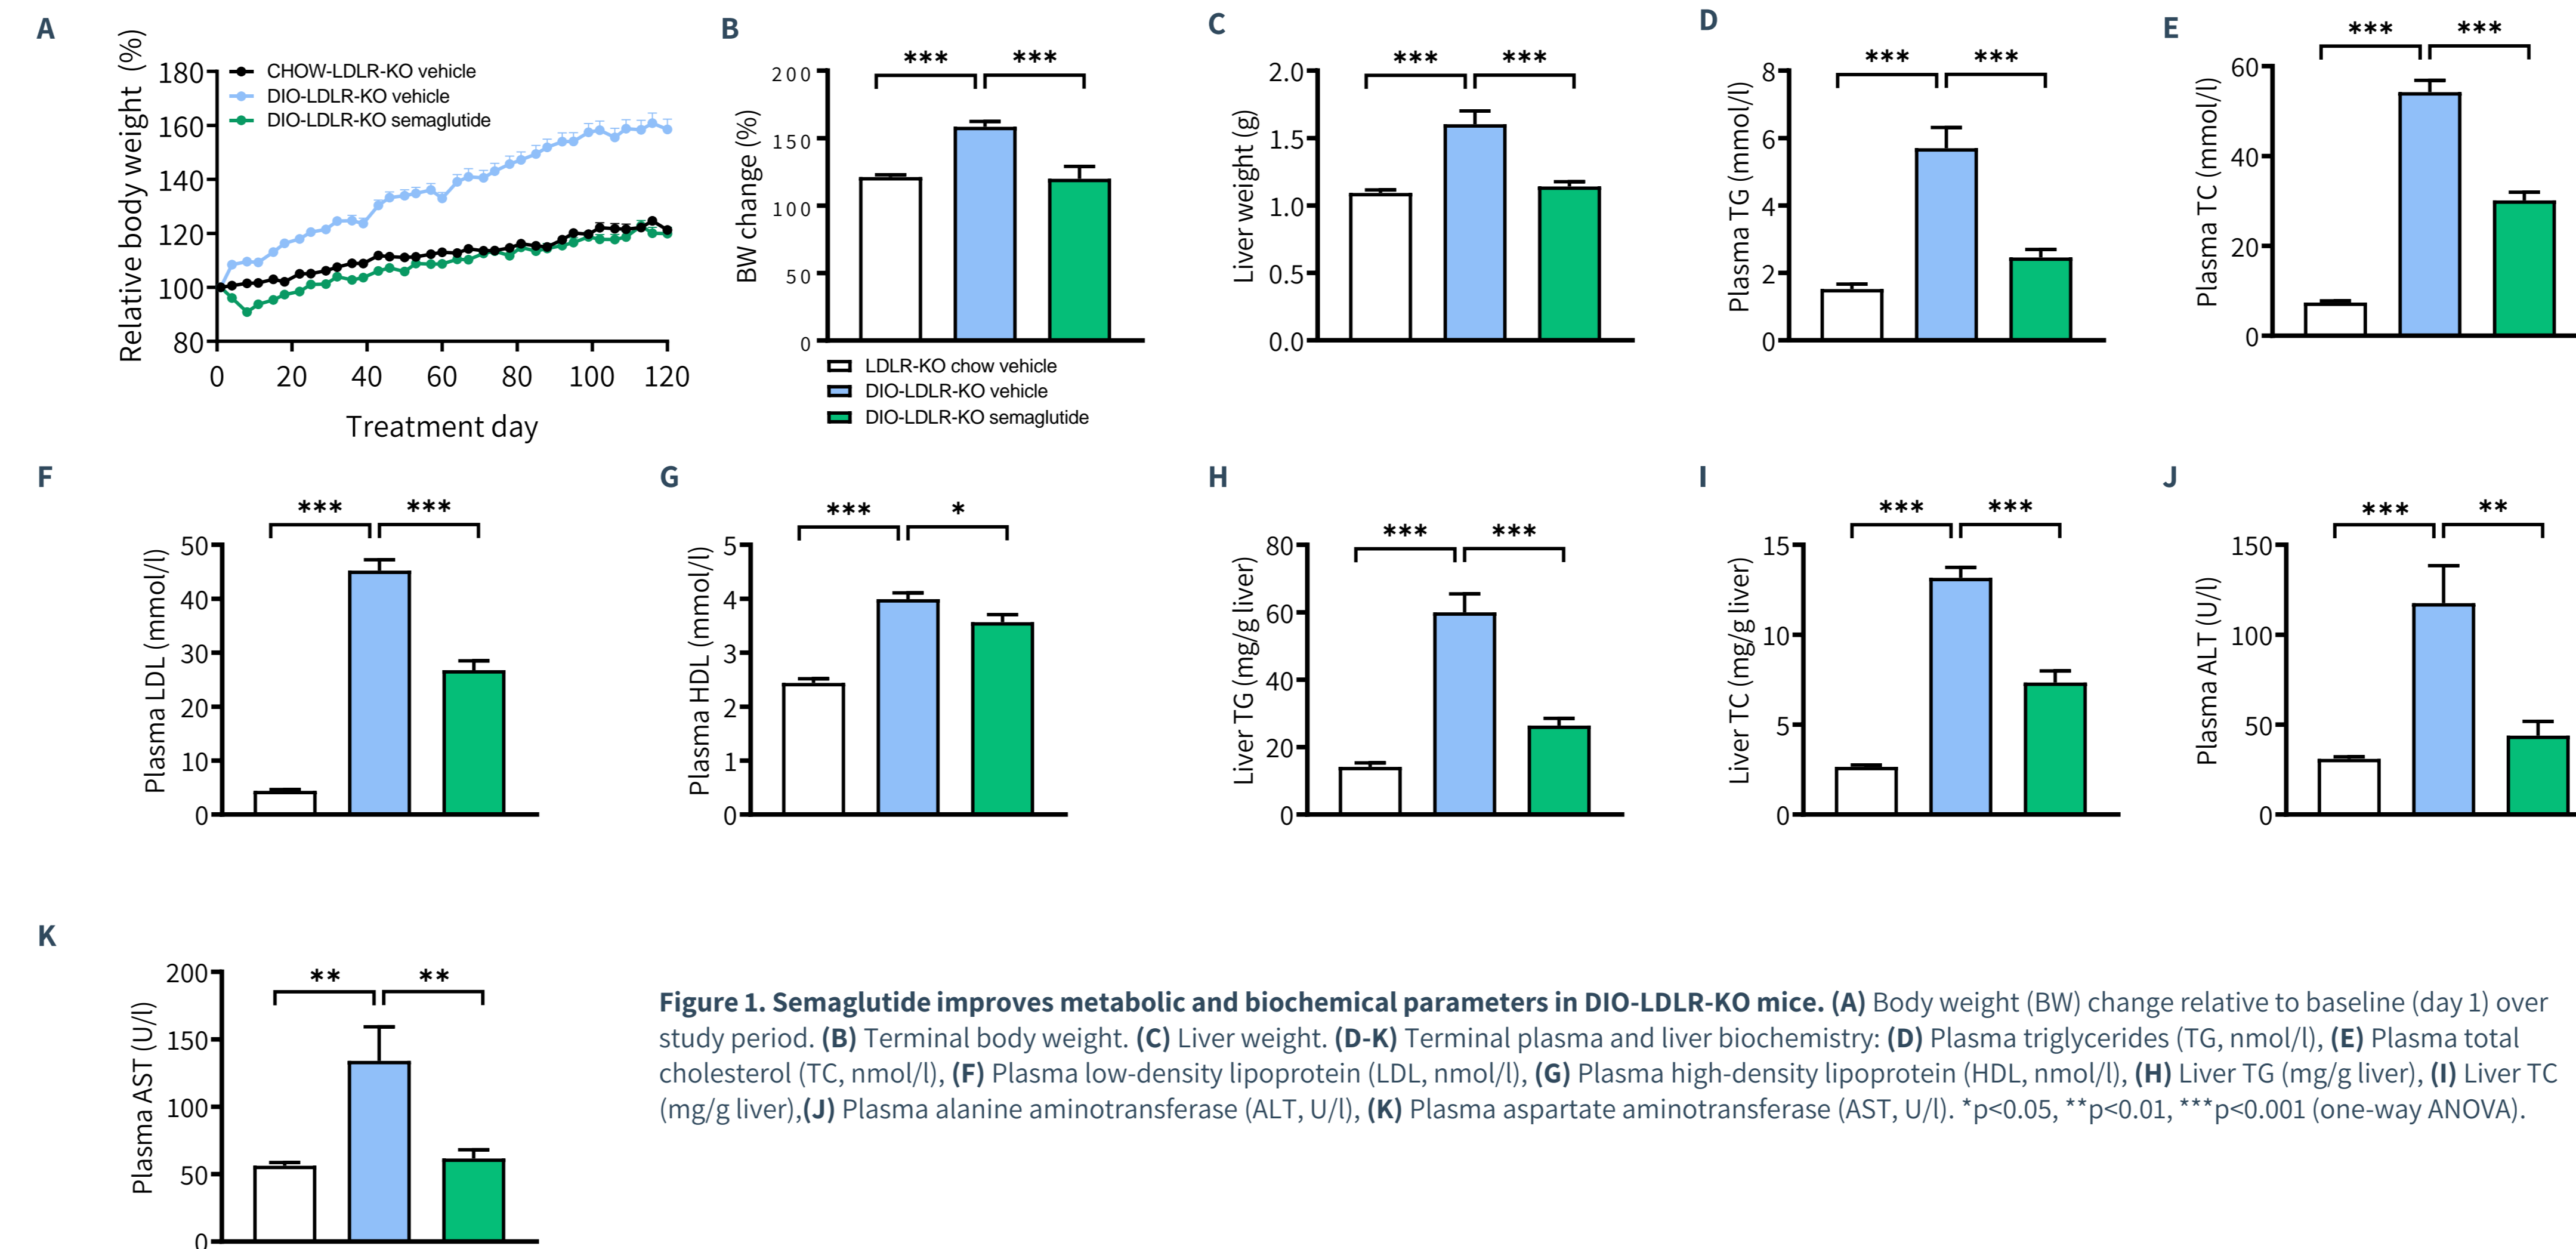 A
Relative body weight (%)
180
160
140
120
100
80
CHOW-LDLR-KO vehicle
DIO-LDLR-KO vehicle
DIO-LDLR-KO semaglutide
0 20 40 60 80 100 120
Treatment day
B
*** ***
BW change (%)
200
150
100
50
0
LDLR-KO chow vehicle
DIO-LDLR-KO vehicle
DIO-LDLR-KO semaglutide
C
*** ***
Liver weight (g)
2.0
1.5
1.0
0.5
0.0
D
*** ***
Plasma TG (mmol/l)
8
6
4
2
0
E
*** ***
Plasma TC (mmol/l)
60
40
20
0
F
*** ***
Plasma LDL (mmol/l)
50
40
30
20
10
0
G
*** *
Plasma HDL (mmol/l)
5
4
3
2
1
0
H
*** ***
Liver TG (mg/g liver)
80
60
40
20
0
I
*** ***
Liver TC (mg/g liver)
15
10
5
0
J
*** **
Plasma ALT (U/l)
150
100
50
0
K
** **
Plasma AST (U/l)
200
150
100
50
0
Figure 1. Semaglutide improves metabolic and biochemical parameters in DIO-LDLR-KO mice. (A) Body weight (BW) change relative to baseline (day 1) over
study period. (B) Terminal body weight. (C) Liver weight. (D-K) Terminal plasma and liver biochemistry: (D) Plasma triglycerides (TG, nmol/l), (E) Plasma total
cholesterol (TC, nmol/l), (F) Plasma low-density lipoprotein (LDL, nmol/l), (G) Plasma high-density lipoprotein (HDL, nmol/l), (H) Liver TG (mg/g liver), (I) Liver TC
(mg/g liver),(J) Plasma alanine aminotransferase (ALT, U/l), (K) Plasma aspartate aminotransferase (AST, U/l). *p<0.05, **p<0.01, ***p<0.001 (one-way ANOVA).